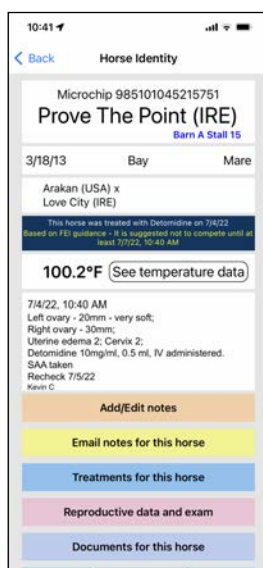 10:41
Back
Horse Identity
Microchip 985101045215751
Prove The Point (IRE)
Barn A Stall 15
3/18/13 Bay Mare
Arakan (USA) x
Love City (IRE)
This horse was treated with Detomidine on 7/4/22
Based on FEI guidance - It is suggested not to compete until at
least 7/7/22, 10:40 AM
100.2°F See temperature data
7/4/22, 10:40 AM
Left ovary - 20mm - very soft;
Right ovary - 30mm;
Uterine edema 2; Cervix 2;
Detomidine 10mg/ml, 0.5 ml, IV administered.
SAA taken
Recheck 7/5/22
Kevin C
Add/Edit notes
Email notes for this horse
Treatments for this horse
Reproductive data and exam
Documents for this horse